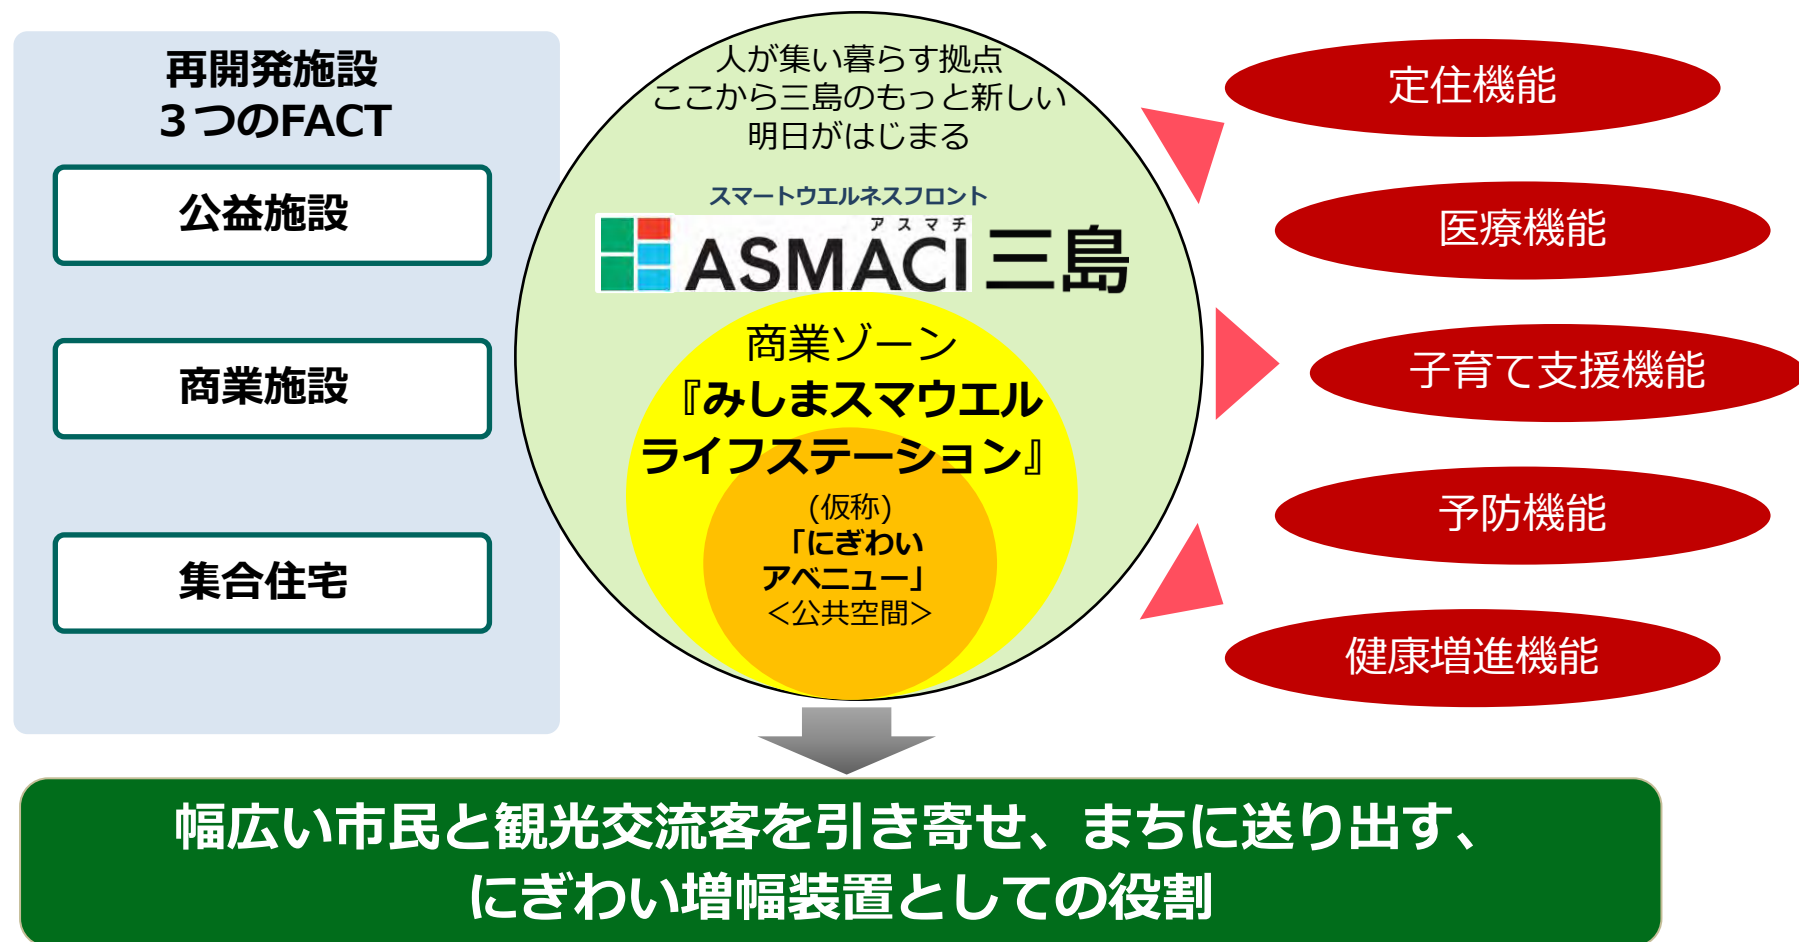 再開発施設
３つのFACT
公益施設
商業施設
集合住宅
人が集い暮らす拠点
ここから三島のもっと新しい
明日がはじまる
スマートウエルネスフロント
アスマチ
ASMACI三島
商業ゾーン
『みしまスマウエル
ライフステーション』
(仮称)
「にぎわい
アベニュー」
＜公共空間＞
定住機能
医療機能
子育て支援機能
予防機能
健康増進機能
幅広い市民と観光交流客を引き寄せ、まちに送り出す、
にぎわい増幅装置としての役割